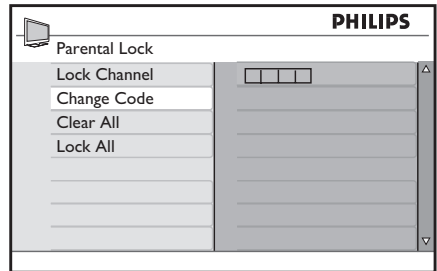 PHILIPS
Parental Lock
Lock Channel
Change Code
Clear All
Lock All